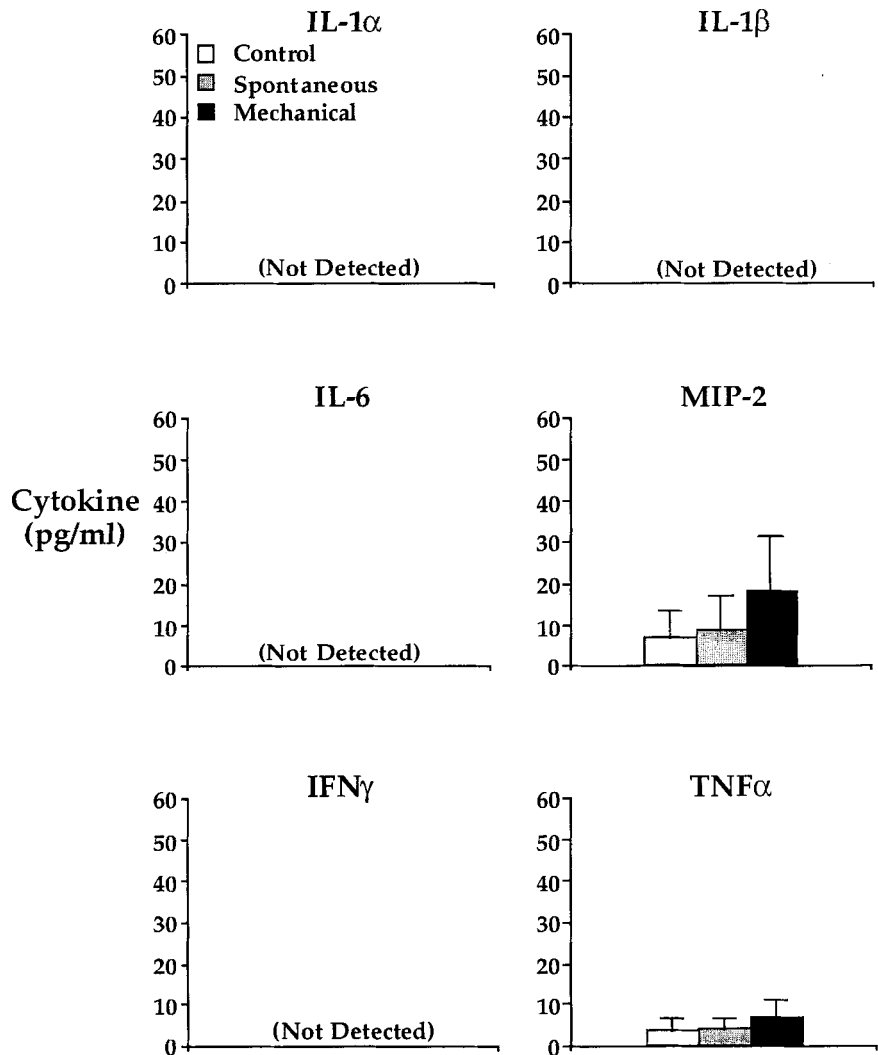 IL-1α
60
50
40
30
20
10
0
Control
Spontaneous
Mechanical
(Not Detected)
IL-1β
60
50
40
30
20
10
0
(Not Detected)
Cytokine
(pg/ml)
IL-6
60
50
40
30
20
10
0
(Not Detected)
MIP-2
60
50
40
30
20
10
0
IFNγ
60
50
40
30
20
10
0
(Not Detected)
TNFα
60
50
40
30
20
10
0